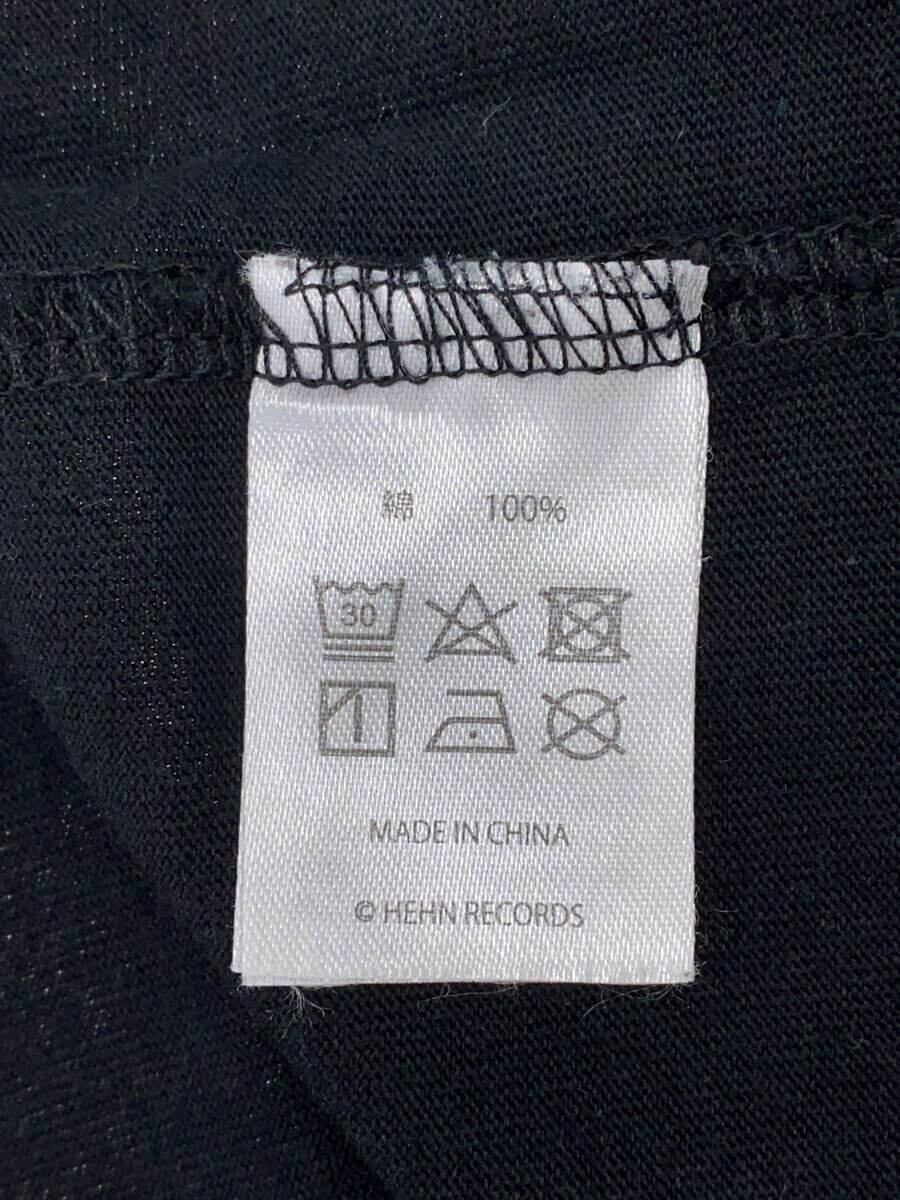 綿 100%
30
MADE IN CHINA
© HEHN RECORDS